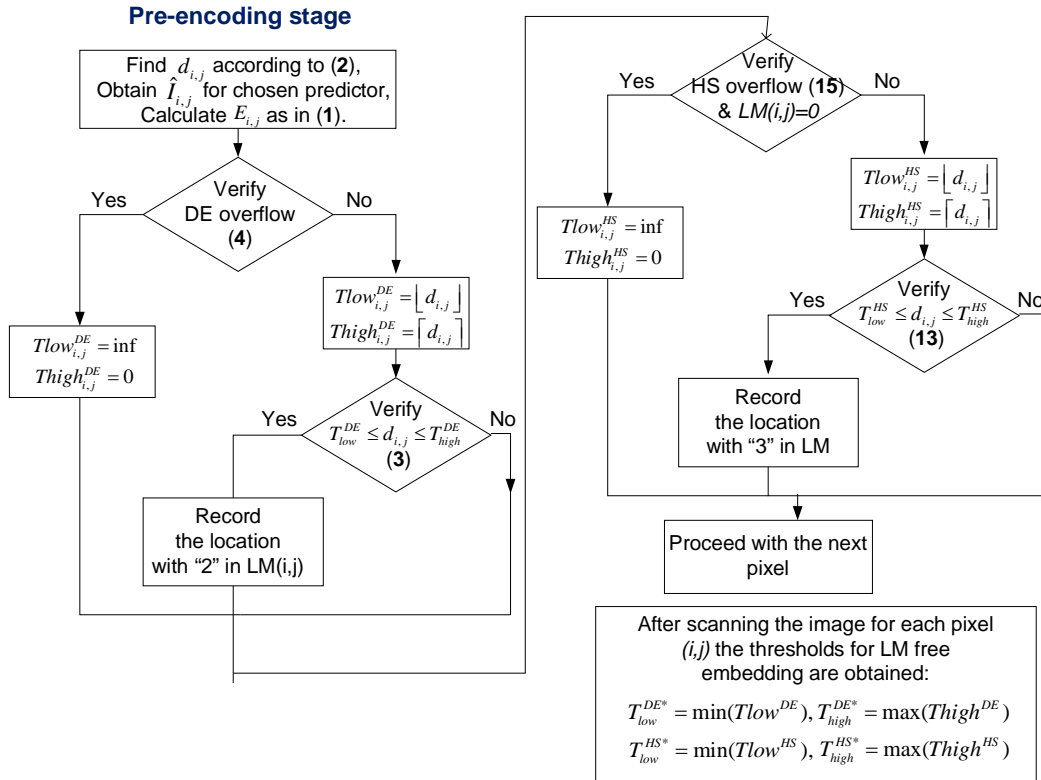 Pre-encoding stage
Find d_{i,j} according to (2),
Obtain Î_{i,j} for chosen predictor,
Calculate E_{i,j} as in (1).
Yes
Verify
DE overflow
(4)
No
Tlow^{DE}_{i,j} = inf
Thigh^{DE}_{i,j} = 0
Tlow^{DE}_{i,j} = ⌊d_{i,j}⌋
Thigh^{DE}_{i,j} = ⌈d_{i,j}⌉
Yes
Verify
T^{DE}_{low} ≤ d_{i,j} ≤ T^{DE}_{high}
(3)
No
Record
the location
with “2” in LM(i,j)
Yes
Verify
HS overflow (15)
& LM(i,j)=0
No
Tlow^{HS}_{i,j} = inf
Thigh^{HS}_{i,j} = 0
Tlow^{HS}_{i,j} = ⌊d_{i,j}⌋
Thigh^{HS}_{i,j} = ⌈d_{i,j}⌉
Yes
Verify
T^{HS}_{low} ≤ d_{i,j} ≤ T^{HS}_{high}
(13)
No
Record
the location
with “3” in LM
Proceed with the next
pixel
After scanning the image for each pixel
(i,j) the thresholds for LM free
embedding are obtained:
T^{DE*}_{low} = min(Tlow^{DE}), T^{DE*}_{high} = max(Thigh^{DE})
T^{HS*}_{low} = min(Tlow^{HS}), T^{HS*}_{high} = max(Thigh^{HS})